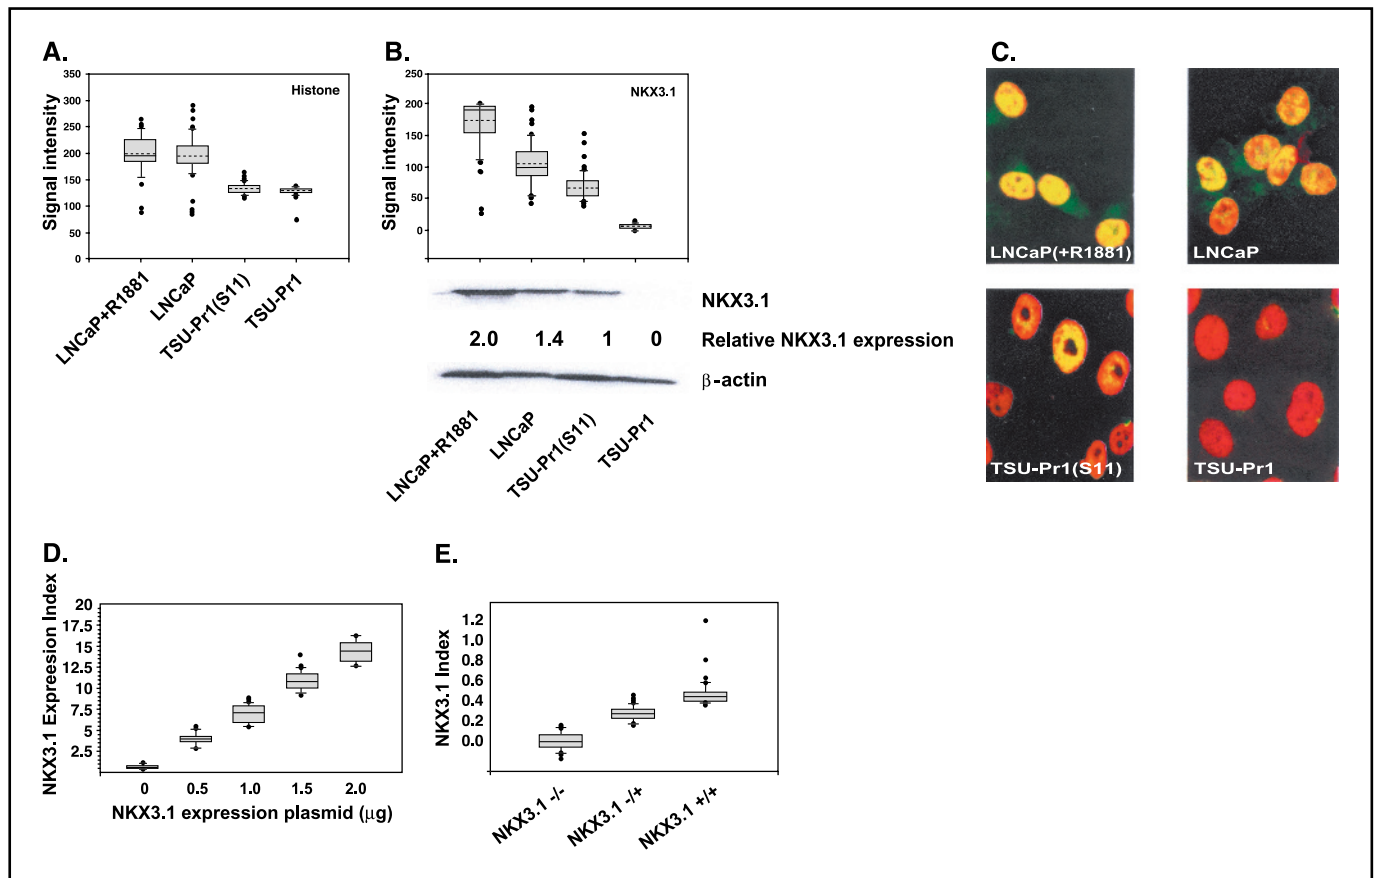 A.
350
300
250
200
150
100
50
0
Signal intensity
Histone
LNCaP+R1881
LNCaP
TSU-Pr1(S11)
TSU-Pr1
B.
250
200
150
100
50
0
Signal intensity
NKX3.1
NKX3.1
2.0 1.4 1 0 Relative NKX3.1 expression
β-actin
LNCaP+R1881
LNCaP
TSU-Pr1(S11)
TSU-Pr1
C.
LNCaP(+R1881)
LNCaP
TSU-Pr1(S11)
TSU-Pr1
D.
NKX3.1 Expreesion Index
20
17.5
15
12.5
10
7.5
5
2.5
0 0.5 1.0 1.5 2.0
NKX3.1 expression plasmid (μg)
E.
NKX3.1 Index
1.2
1.0
0.8
0.6
0.4
0.2
0.0
NKX3.1 -/-
NKX3.1 -/+
NKX3.1 +/+